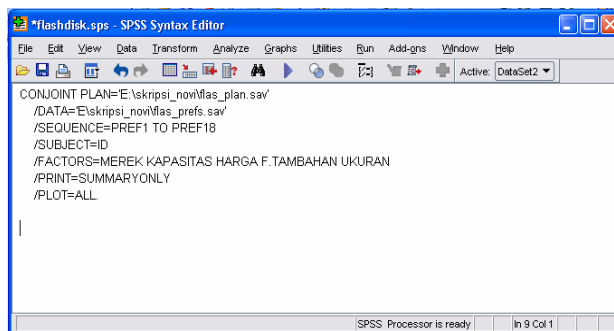 *flashdisk.sps - SPSS Syntax Editor
File Edit View Data Transform Analyze Graphs Utilities Run Add-ons Window Help
Active: DataSet2
CONJOINT PLAN='E:\skripsi_novi\flas_plan.sav'
/DATA='E\skripsi_novi\flas_prefs.sav'
/SEQUENCE=PREF1 TO PREF18
/SUBJECT=ID
/FACTORS=MEREK KAPASITAS HARGA F.TAMBAHAN UKURAN
/PRINT=SUMMARYONLY
/PLOT=ALL.
SPSS Processor is ready In 9 Col 1